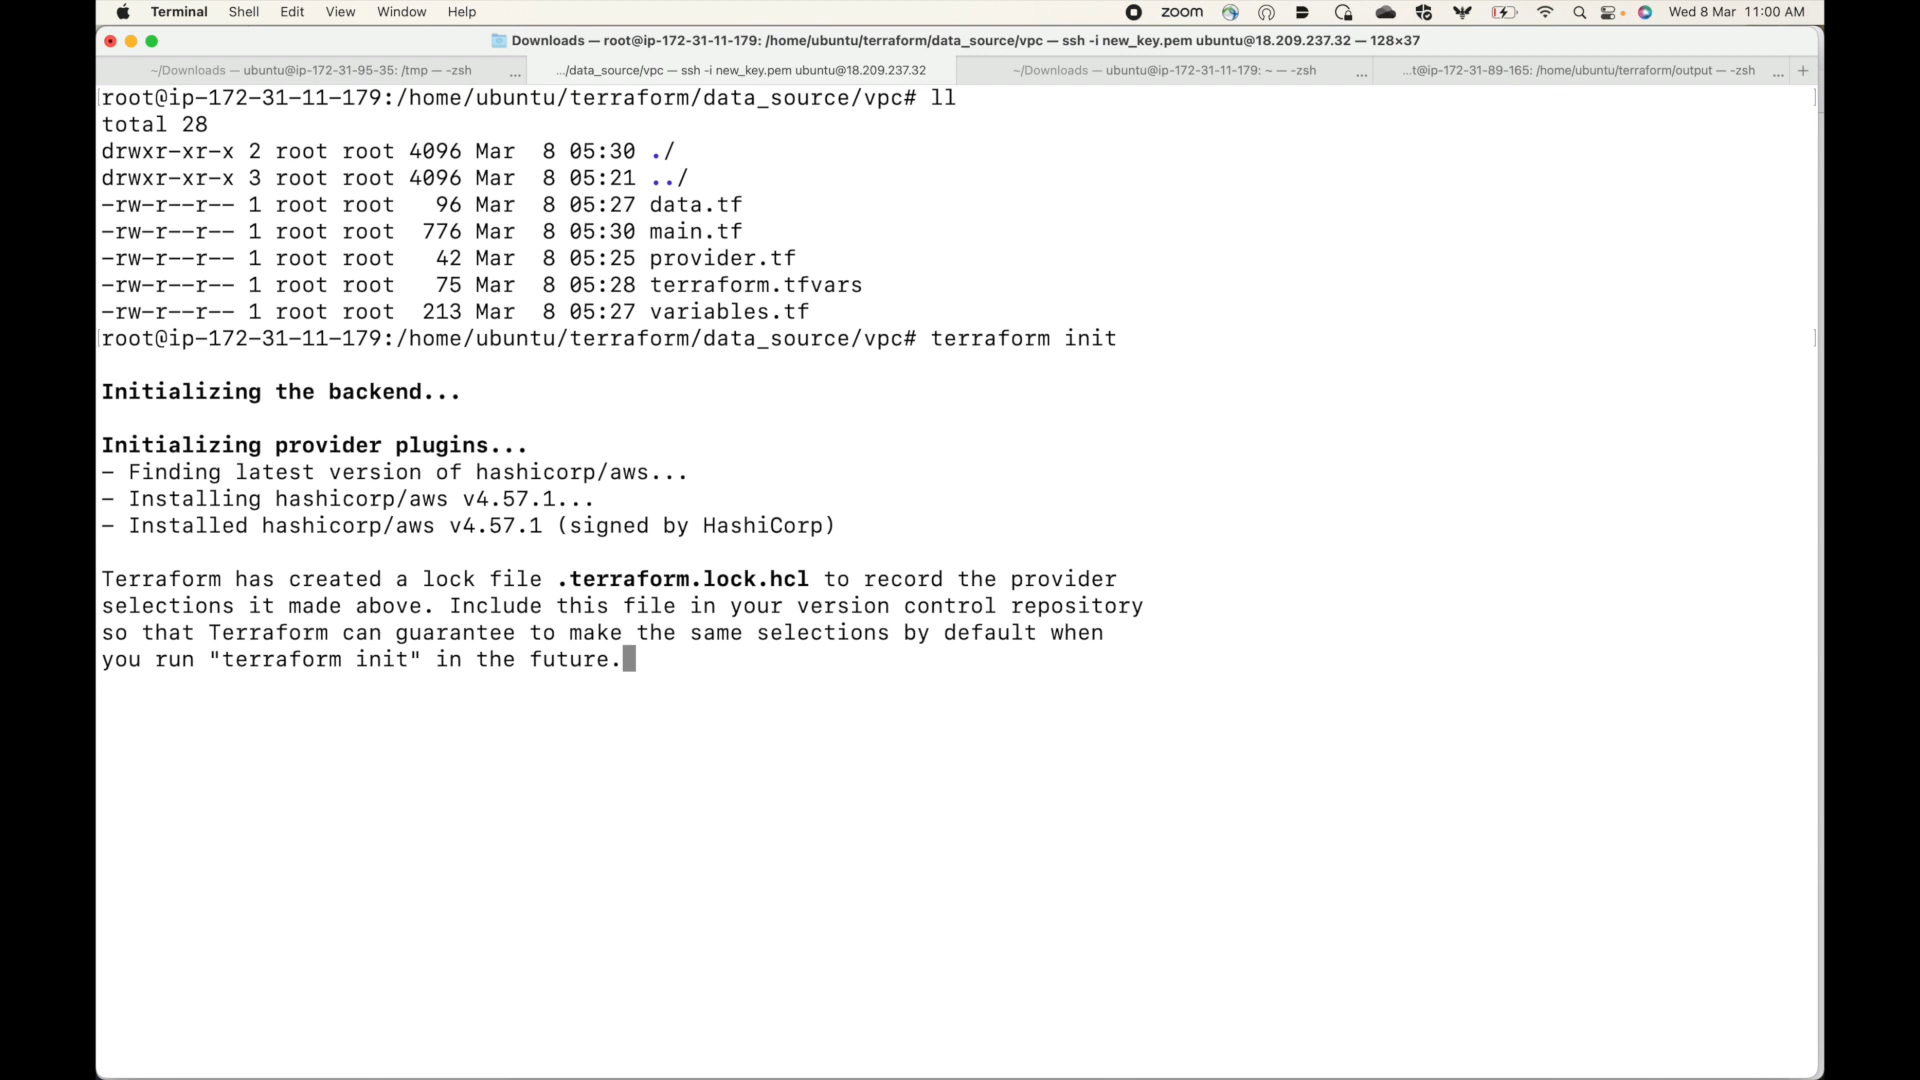 Terminal Shell Edit View Window Help zoom Wed 8 Mar 11:00 AM
Downloads — root@ip-172-31-11-179: /home/ubuntu/terraform/data_source/vpc — ssh -i new_key.pem ubuntu@18.209.237.32 — 128×37
~/Downloads — ubuntu@ip-172-31-95-35: /tmp — -zsh ... .../data_source/vpc — ssh -i new_key.pem ubuntu@18.209.237.32 ~/Downloads — ubuntu@ip-172-31-11-179: ~ — -zsh ... ...t@ip-172-31-89-165: /home/ubuntu/terraform/output — -zsh ... +
[root@ip-172-31-11-179:/home/ubuntu/terraform/data_source/vpc# ll ]
total 28
drwxr-xr-x 2 root root 4096 Mar  8 05:30 ./
drwxr-xr-x 3 root root 4096 Mar  8 05:21 ../
-rw-r--r-- 1 root root   96 Mar  8 05:27 data.tf
-rw-r--r-- 1 root root  776 Mar  8 05:30 main.tf
-rw-r--r-- 1 root root   42 Mar  8 05:25 provider.tf
-rw-r--r-- 1 root root   75 Mar  8 05:28 terraform.tfvars
-rw-r--r-- 1 root root  213 Mar  8 05:27 variables.tf
[root@ip-172-31-11-179:/home/ubuntu/terraform/data_source/vpc# terraform init ]
Initializing the backend...
Initializing provider plugins...
- Finding latest version of hashicorp/aws...
- Installing hashicorp/aws v4.57.1...
- Installed hashicorp/aws v4.57.1 (signed by HashiCorp)
Terraform has created a lock file .terraform.lock.hcl to record the provider
selections it made above. Include this file in your version control repository
so that Terraform can guarantee to make the same selections by default when
you run "terraform init" in the future.